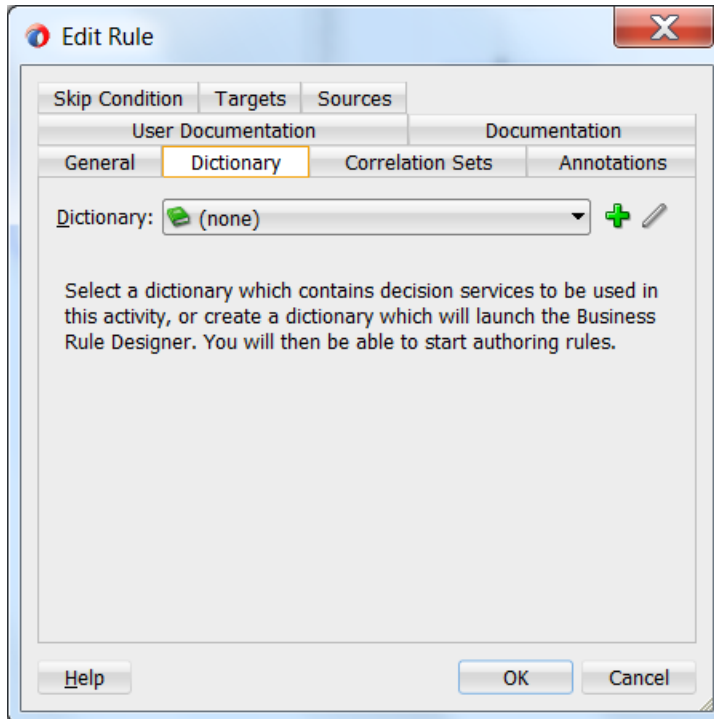 Edit Rule
Skip Condition Targets Sources
User Documentation Documentation
General Dictionary Correlation Sets Annotations
Dictionary: (none)
Select a dictionary which contains decision services to be used in
this activity, or create a dictionary which will launch the Business
Rule Designer. You will then be able to start authoring rules.
Help OK Cancel